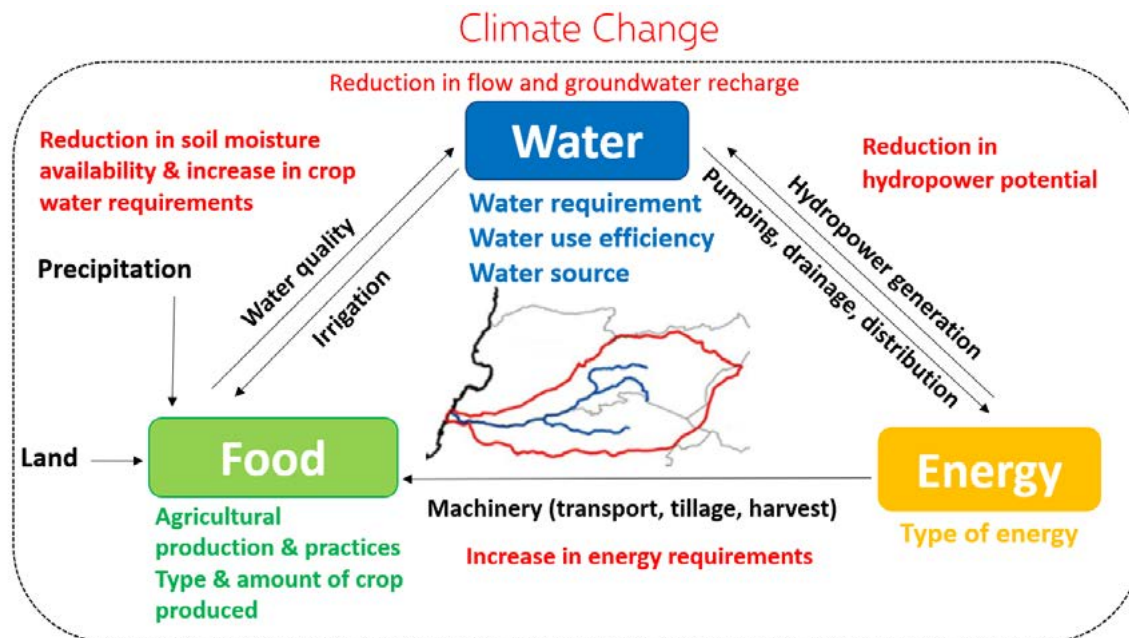 Climate Change
Reduction in flow and groundwater recharge
Water
Reduction in soil moisture
availability & increase in crop
water requirements
Reduction in
hydropower potential
Water requirement
Water use efficiency
Water source
Precipitation
Water quality
Irrigation
Hydropower generation
Pumping, drainage, distribution
Land
Food
Energy
Machinery (transport, tillage, harvest)
Agricultural
production & practices
Type & amount of crop
produced
Increase in energy requirements
Type of energy